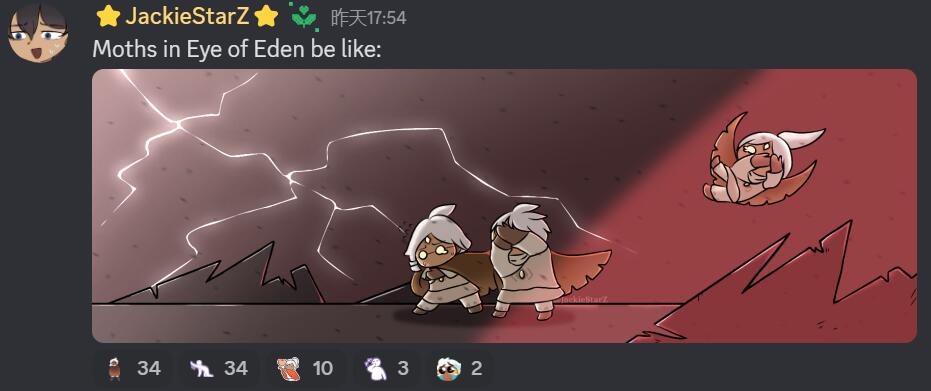 JackieStarZ
昨天17:54
Moths in Eye of Eden be like:
JackieStarZ
34
34
10
3
2